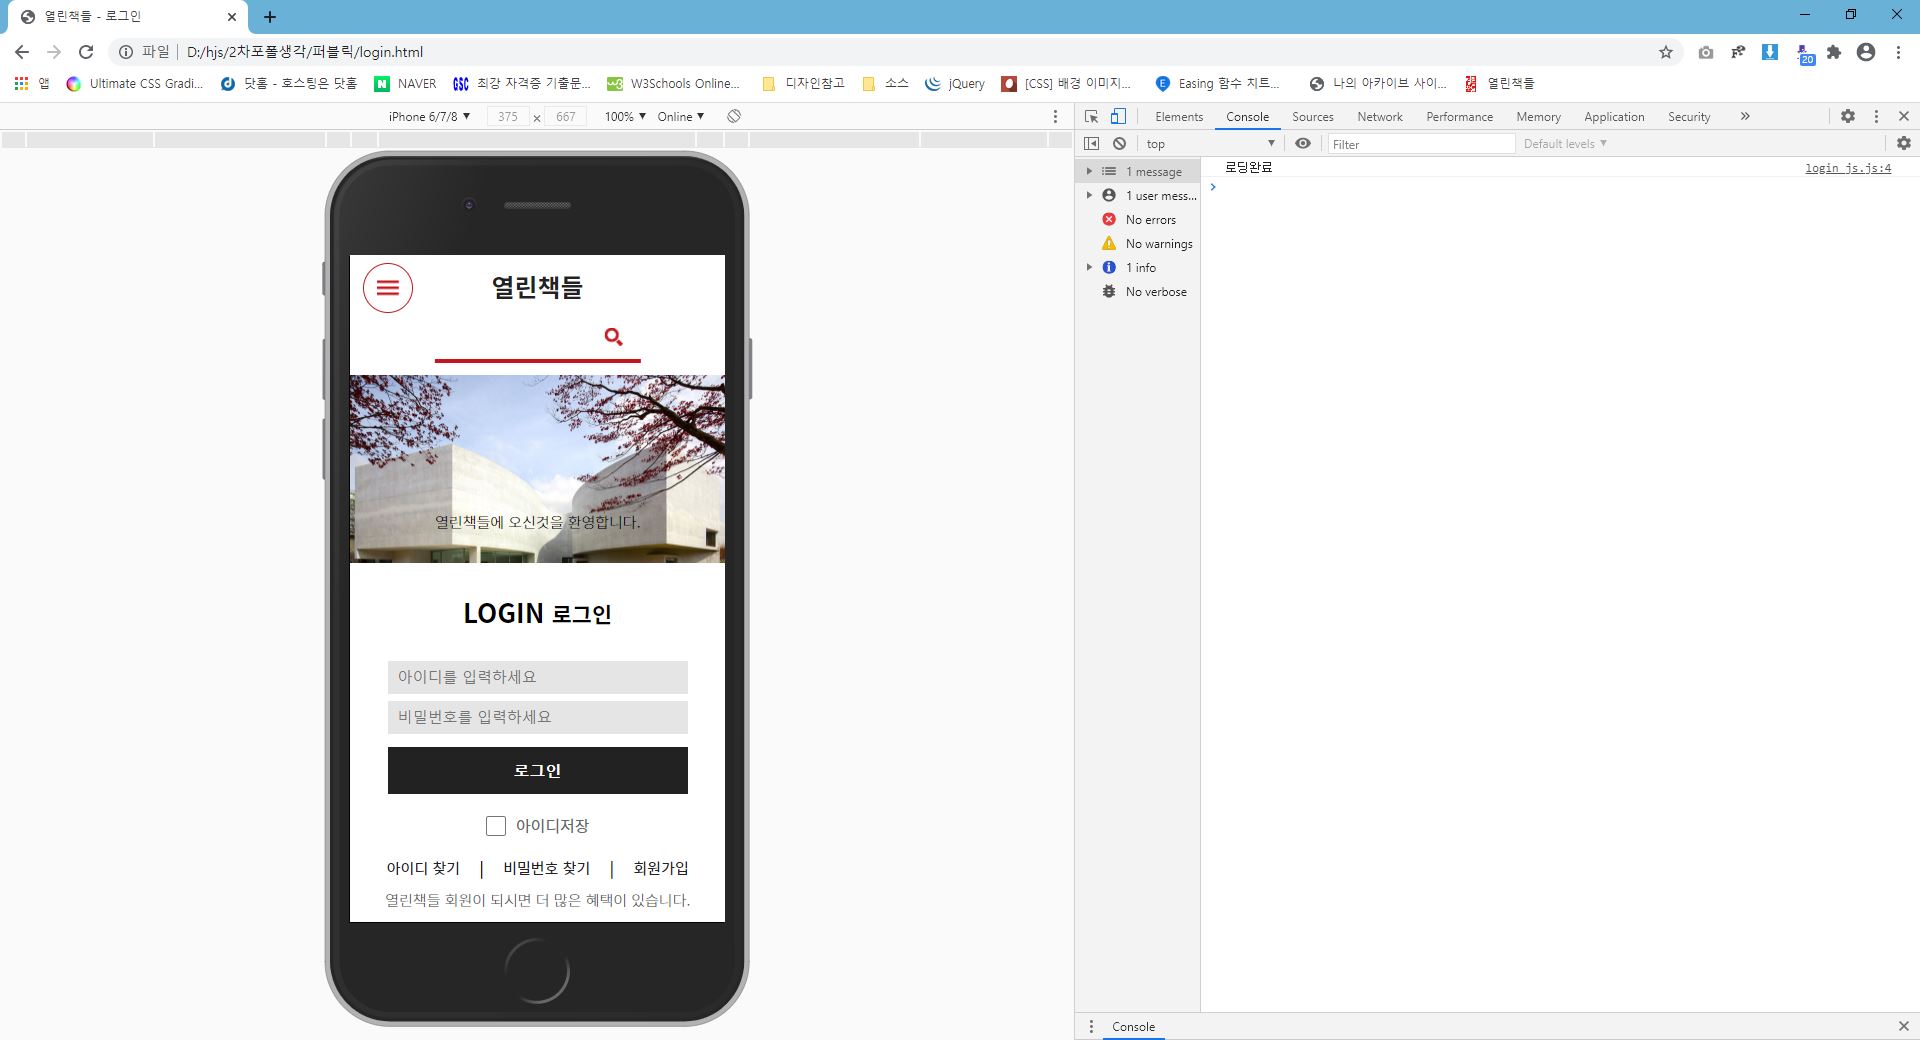 열린책들 - 로그인
파일 D:/hjs/2차포폴생각/퍼블릭/login.html
20
앱 Ultimate CSS Gradi... 닷홈 - 호스팅은 닷홈 NAVER 최강 자격증 기출문... W3Schools Online... 디자인참고 소스 jQuery [CSS] 배경 이미지... Easing 함수 치트... 나의 아카이브 사이... 열린책들
iPhone 6/7/8 375 x 667 100% Online
Elements Console Sources Network Performance Memory Application Security
top Filter Default levels
1 message
1 user mess...
No errors
No warnings
1 info
No verbose
로딩완료 login_js.js:4
열린책들
열린책들에 오신것을 환영합니다.
LOGIN 로그인
아이디를 입력하세요
비밀번호를 입력하세요
로그인
아이디저장
아이디 찾기 | 비밀번호 찾기 | 회원가입
열린책들 회원이 되시면 더 많은 혜택이 있습니다.
Console